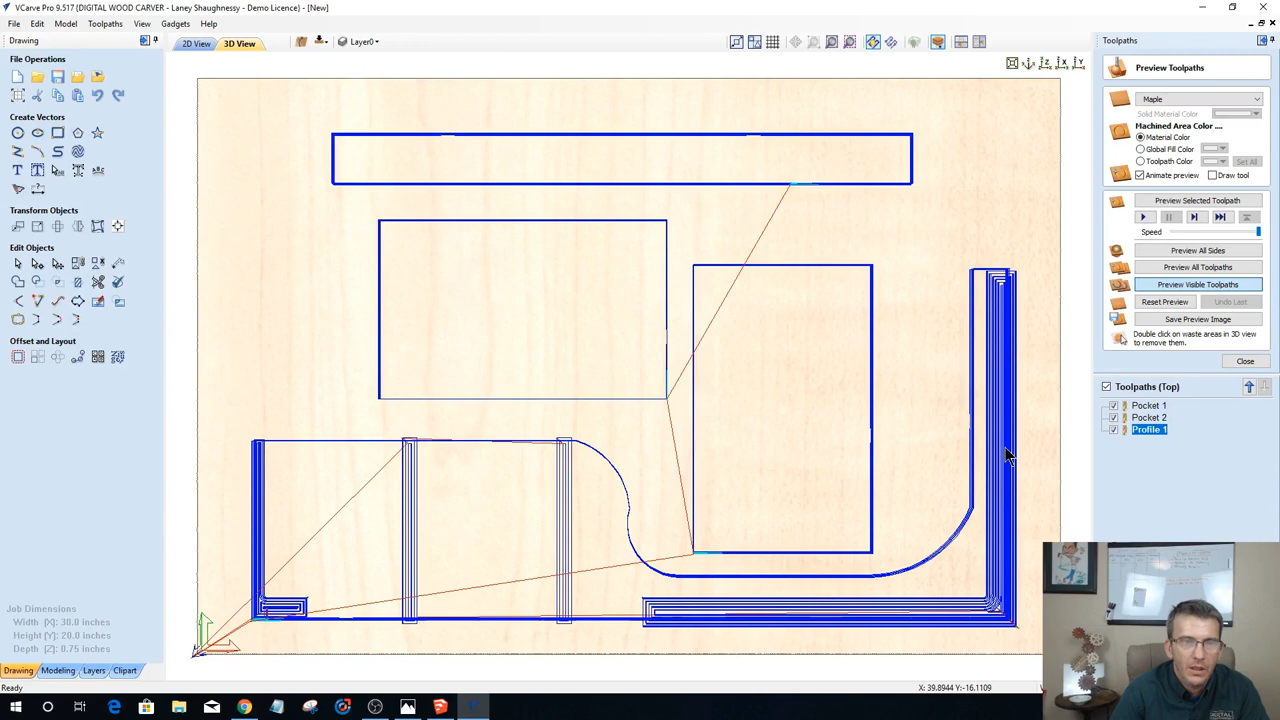 VCarve Pro 9.517 {DIGITAL WOOD CARVER - Laney Shaughnessy - Demo Licence} - [New]
File Edit Model Toolpaths View Gadgets Help
Drawing
2D View 3D View
Layer0
Toolpaths
File Operations
Create Vectors
Transform Objects
Edit Objects
Offset and Layout
Job Dimensions
Width (X): 30.0 inches
Height (Y): 20.0 inches
Depth (Z): 0.75 inches
Drawing Modeling Layers Clipart
Ready
X: 39.8944 Y:-16.1109
Preview Toolpaths
Maple
Solid Material Color
Machined Area Color ....
Material Color
Global Fill Color
Toolpath Color Set All
Animate preview Draw tool
Preview Selected Toolpath
Speed
Preview All Sides
Preview All Toolpaths
Preview Visible Toolpaths
Reset Preview Undo Last
Save Preview Image
Double click on waste areas in 3D view
to remove them.
Close
Toolpaths (Top)
Pocket 1
Pocket 2
Profile 1